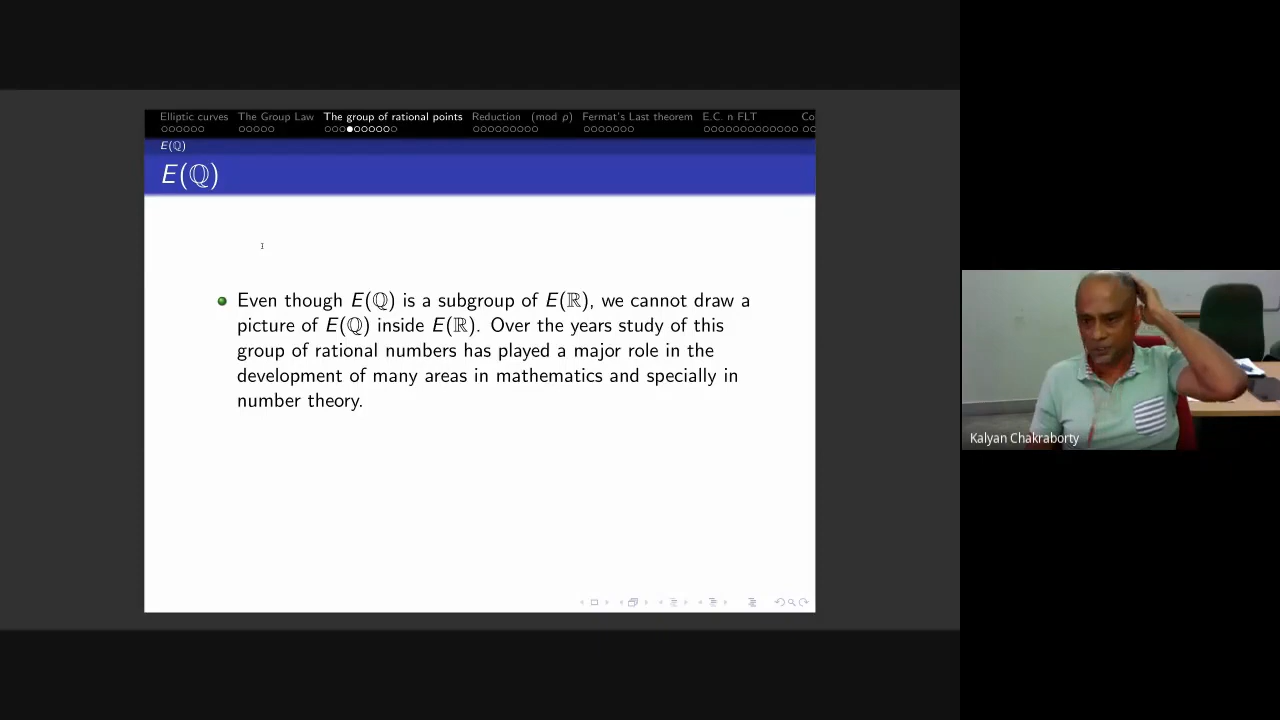 Elliptic curves The Group Law The group of rational points Reduction (mod p) Fermat's Last theorem E.C. n FLT Co
E(ℚ)
E(ℚ)
Even though E(ℚ) is a subgroup of E(ℝ), we cannot draw a
picture of E(ℚ) inside E(ℝ). Over the years study of this
group of rational numbers has played a major role in the
development of many areas in mathematics and specially in
number theory.
Kalyan Chakraborty